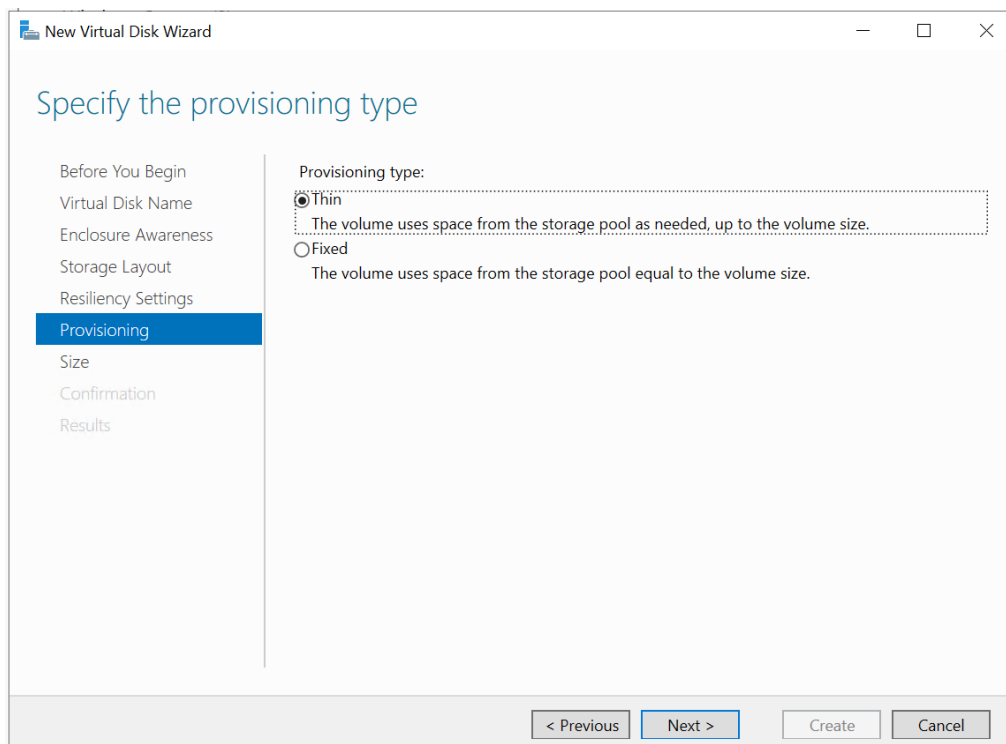 New Virtual Disk Wizard
Specify the provisioning type
Before You Begin
Virtual Disk Name
Enclosure Awareness
Storage Layout
Resiliency Settings
Provisioning
Size
Confirmation
Results
Provisioning type:
Thin
The volume uses space from the storage pool as needed, up to the volume size.
Fixed
The volume uses space from the storage pool equal to the volume size.
< Previous
Next >
Create
Cancel